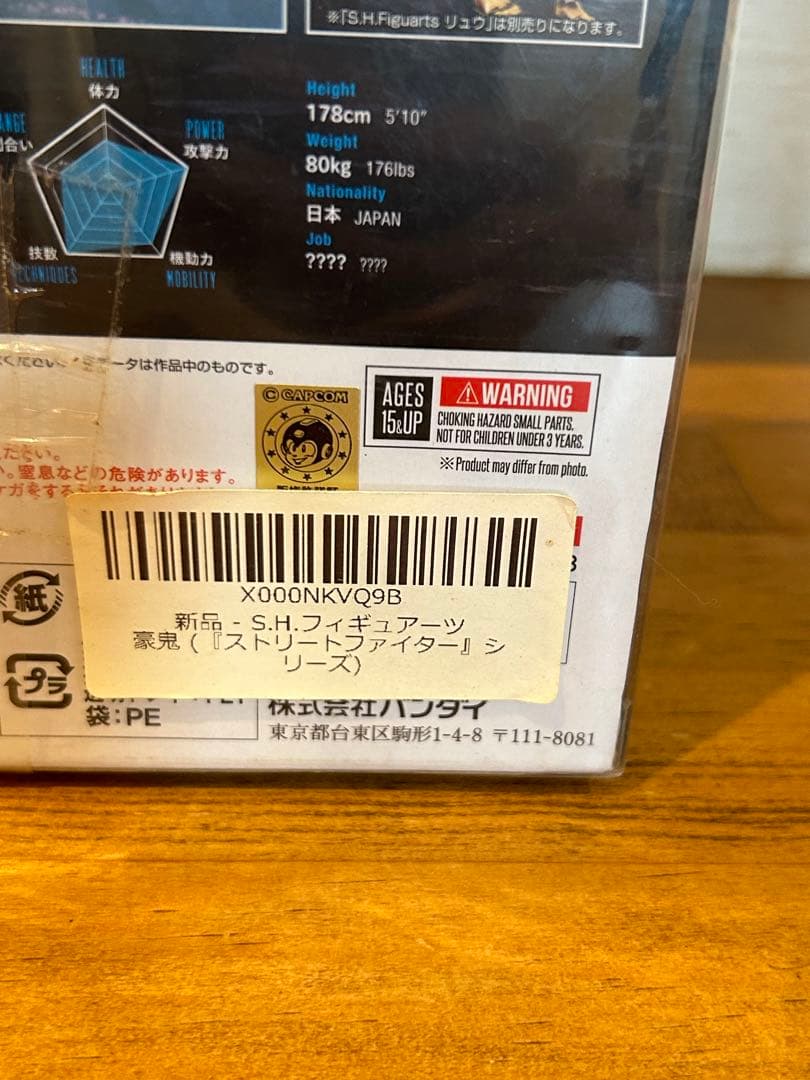 ※「S.H.Figuarts リュウ」は別売りになります。
HEALTH
体力
POWER
攻撃力
機動力
MOBILITY
技数
Height
178cm 5'10"
Weight
80kg 176lbs
Nationality
日本 JAPAN
Job
???? ????
データは作品中のものです。
© CAPCOM
AGES
15&UP
WARNING
CHOKING HAZARD SMALL PARTS.
NOT FOR CHILDREN UNDER 3 YEARS.
※Product may differ from photo.
ださい。
い。窒息などの危険があります。
X000NKVQ9B
新品 - S.H.フィギュアーツ
豪鬼 (『ストリートファイター』シ
リーズ)
紙
プラ
袋:PE
株式会社バンダイ
東京都台東区駒形1-4-8 〒111-8081